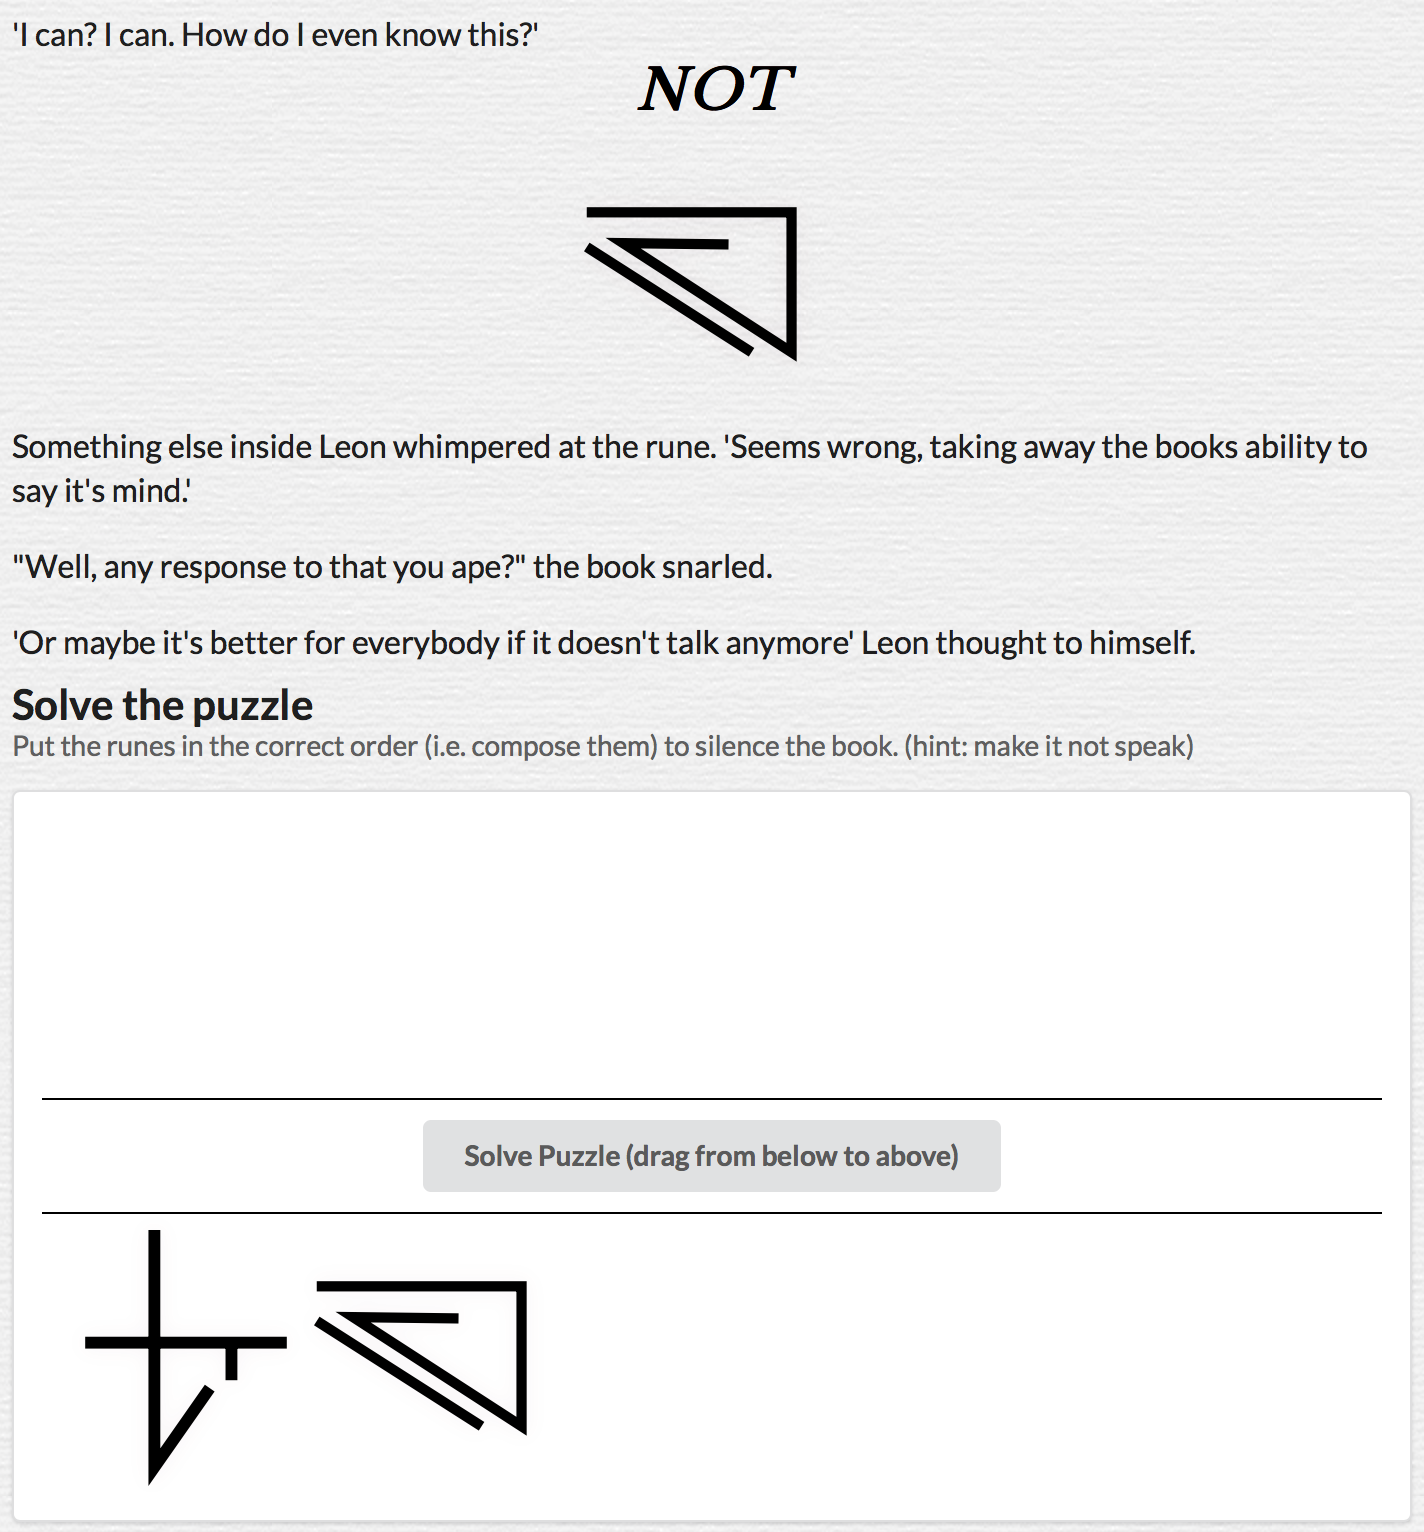 'I can? I can. How do I even know this?'
NOT
Something else inside Leon whimpered at the rune. 'Seems wrong, taking away the books ability to
say it's mind.'
"Well, any response to that you ape?" the book snarled.
'Or maybe it's better for everybody if it doesn't talk anymore' Leon thought to himself.
Solve the puzzle
Put the runes in the correct order (i.e. compose them) to silence the book. (hint: make it not speak)
Solve Puzzle (drag from below to above)